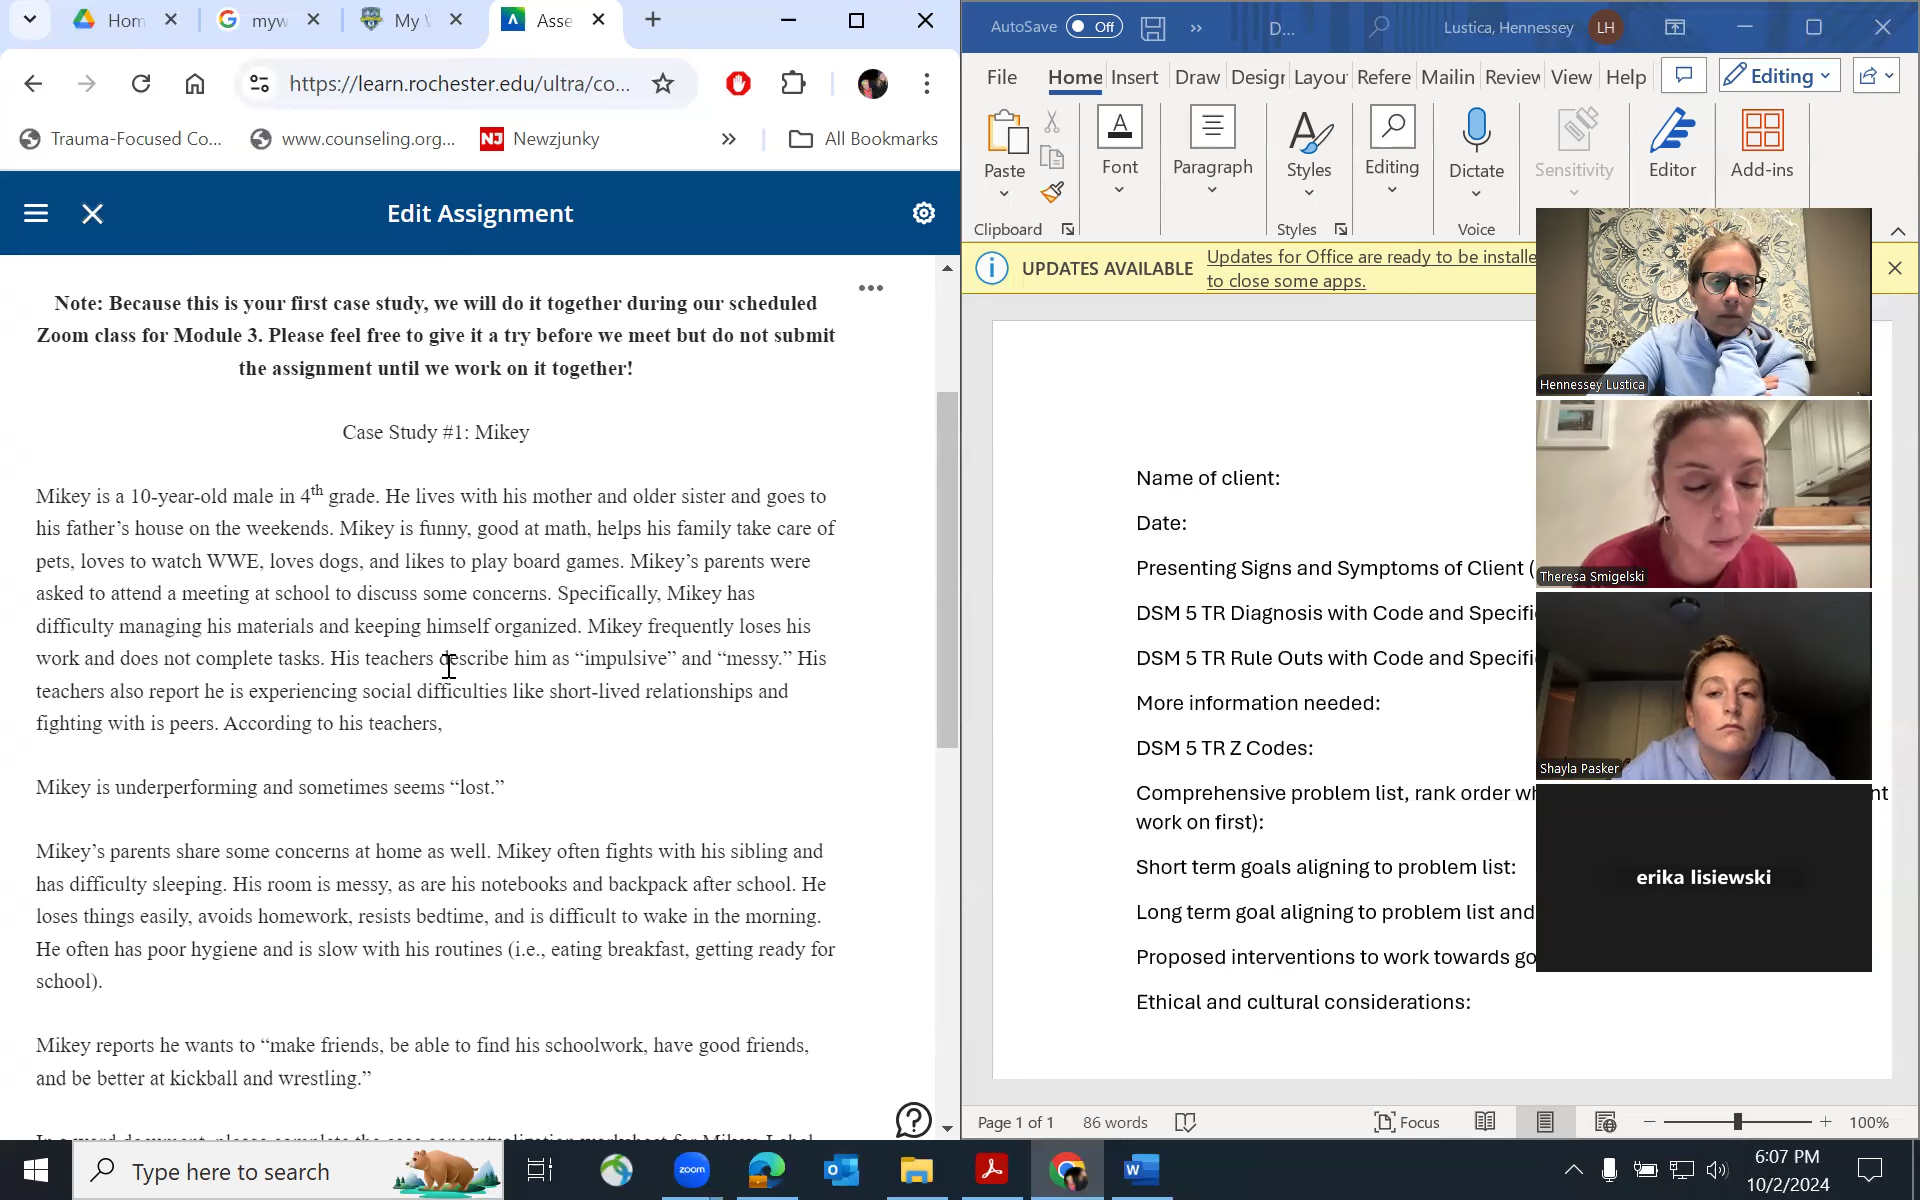 Hom
myw
My
Asse
AutoSave Off
D...
Lustica, Hennessey LH
https://learn.rochester.edu/ultra/co...
File Home Insert Draw Desigr Layou Refere Mailin Review View Help Editing
Trauma-Focused Co... www.counseling.org... NJ Newzjunky All Bookmarks
Paste Font Paragraph Styles Editing Dictate Sensitivity Editor Add-ins
Clipboard Styles Voice
Edit Assignment
UPDATES AVAILABLE Updates for Office are ready to be installe
to close some apps.
Note: Because this is your first case study, we will do it together during our scheduled
Zoom class for Module 3. Please feel free to give it a try before we meet but do not submit
the assignment until we work on it together!
Case Study #1: Mikey
Mikey is a 10-year-old male in 4th grade. He lives with his mother and older sister and goes to
his father’s house on the weekends. Mikey is funny, good at math, helps his family take care of
pets, loves to watch WWE, loves dogs, and likes to play board games. Mikey’s parents were
asked to attend a meeting at school to discuss some concerns. Specifically, Mikey has
difficulty managing his materials and keeping himself organized. Mikey frequently loses his
work and does not complete tasks. His teachers describe him as “impulsive” and “messy.” His
teachers also report he is experiencing social difficulties like short-lived relationships and
fighting with is peers. According to his teachers,
Mikey is underperforming and sometimes seems “lost.”
Mikey’s parents share some concerns at home as well. Mikey often fights with his sibling and
has difficulty sleeping. His room is messy, as are his notebooks and backpack after school. He
loses things easily, avoids homework, resists bedtime, and is difficult to wake in the morning.
He often has poor hygiene and is slow with his routines (i.e., eating breakfast, getting ready for
school).
Mikey reports he wants to “make friends, be able to find his schoolwork, have good friends,
and be better at kickball and wrestling.”
Name of client:
Date:
Presenting Signs and Symptoms of Client (
DSM 5 TR Diagnosis with Code and Specifi
DSM 5 TR Rule Outs with Code and Specifi
More information needed:
DSM 5 TR Z Codes:
Comprehensive problem list, rank order wh nt
work on first):
Short term goals aligning to problem list:
Long term goal aligning to problem list and
Proposed interventions to work towards go
Ethical and cultural considerations:
Hennessey Lustica
Theresa Smigelski
Shayla Pasker
erika lisiewski
Page 1 of 1 86 words Focus 100%
Type here to search
zoom
6:07 PM
10/2/2024